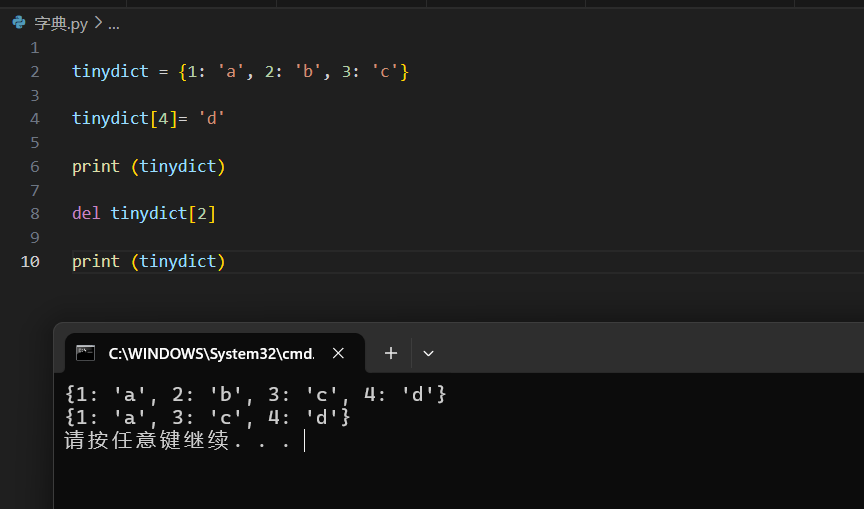 字典.py > ...
1
2 tinydict = {1: 'a', 2: 'b', 3: 'c'}
3
4 tinydict[4]= 'd'
5
6 print (tinydict)
7
8 del tinydict[2]
9
10 print (tinydict)
C:\WINDOWS\System32\cmd.
{1: 'a', 2: 'b', 3: 'c', 4: 'd'}
{1: 'a', 3: 'c', 4: 'd'}
请按任意键继续. . .